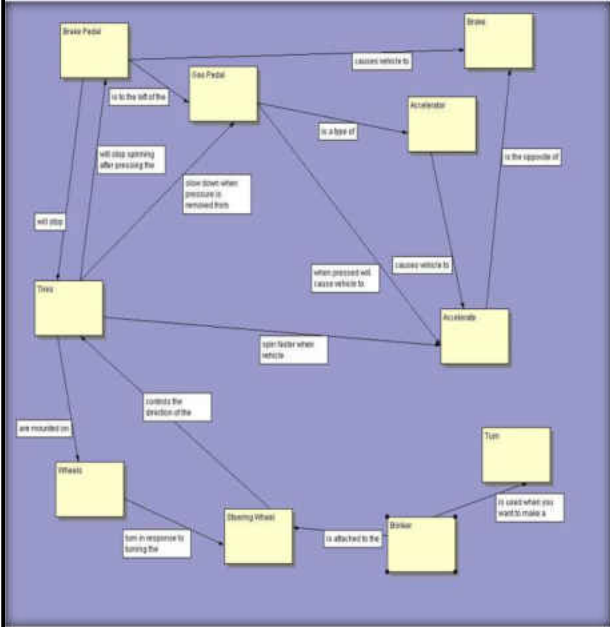 Brake Pedal
Brake
causes vehicle to
Gas Pedal
is to the left of the
Accelerator
is a type of
will stop spinning
after pressing the
is the opposite of
slow down when
pressure is
removed from
will stop
when pressed will
cause vehicle to
causes vehicle to
Tires
Accelerate
spin faster when
vehicle
controls the
direction of the
are mounted on
Turn
Wheels
is used when you
want to make a
Steering Wheel
turn in response to
turning the
is attached to the